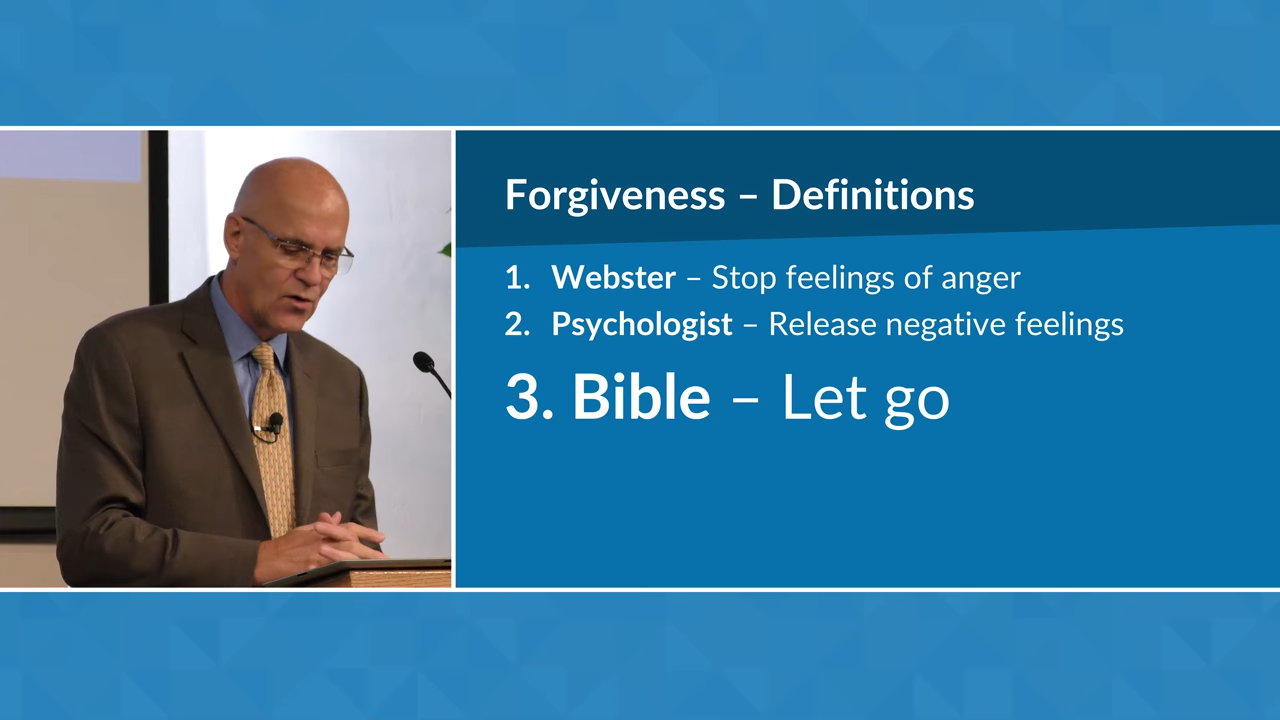 Forgiveness – Definitions
1. Webster – Stop feelings of anger
2. Psychologist – Release negative feelings
3. Bible – Let go